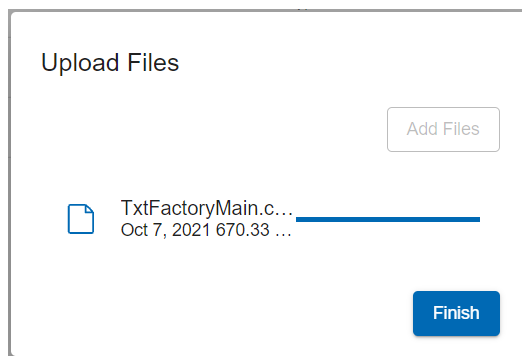 Upload Files
Add Files
TxtFactoryMain.c...
Oct 7, 2021 670.33 ...
Finish